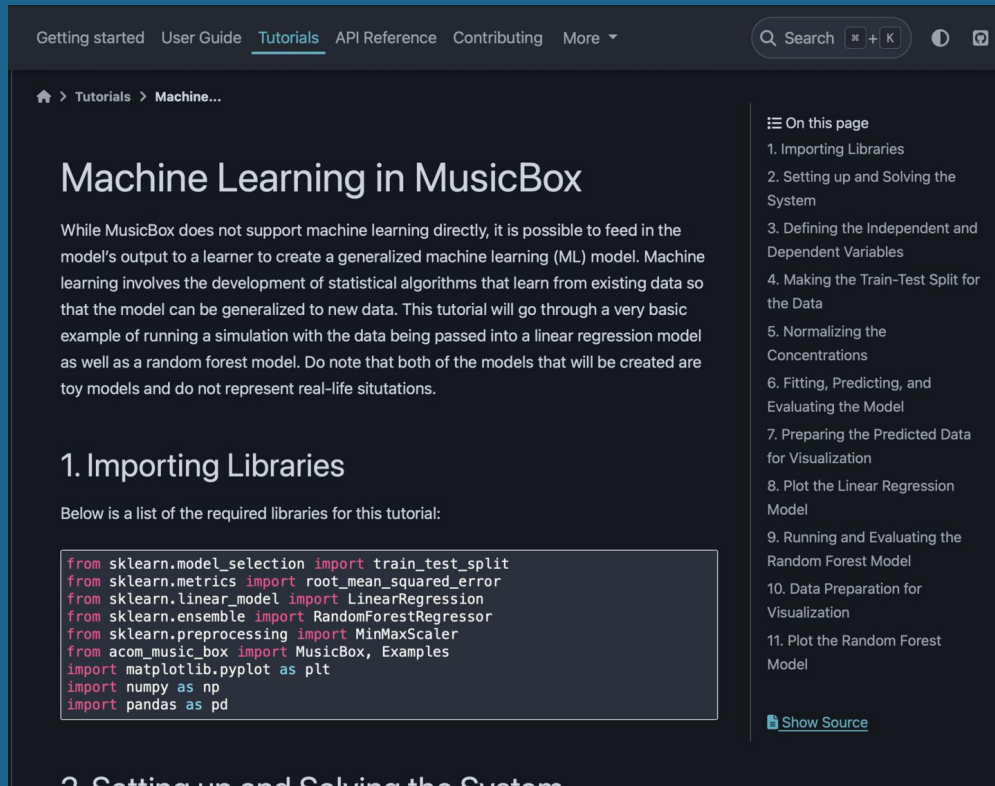 Getting started User Guide Tutorials API Reference Contributing More
Search ⌘ + K
Tutorials > Machine...
Machine Learning in MusicBox
While MusicBox does not support machine learning directly, it is possible to feed in the
model's output to a learner to create a generalized machine learning (ML) model. Machine
learning involves the development of statistical algorithms that learn from existing data so
that the model can be generalized to new data. This tutorial will go through a very basic
example of running a simulation with the data being passed into a linear regression model
as well as a random forest model. Do note that both of the models that will be created are
toy models and do not represent real-life situtations.
1. Importing Libraries
Below is a list of the required libraries for this tutorial:
from sklearn.model_selection import train_test_split
from sklearn.metrics import root_mean_squared_error
from sklearn.linear_model import LinearRegression
from sklearn.ensemble import RandomForestRegressor
from sklearn.preprocessing import MinMaxScaler
from acom_music_box import MusicBox, Examples
import matplotlib.pyplot as plt
import numpy as np
import pandas as pd
2. Setting up and Solving the System
On this page
1. Importing Libraries
2. Setting up and Solving the
System
3. Defining the Independent and
Dependent Variables
4. Making the Train-Test Split for
the Data
5. Normalizing the
Concentrations
6. Fitting, Predicting, and
Evaluating the Model
7. Preparing the Predicted Data
for Visualization
8. Plot the Linear Regression
Model
9. Running and Evaluating the
Random Forest Model
10. Data Preparation for
Visualization
11. Plot the Random Forest
Model
Show Source